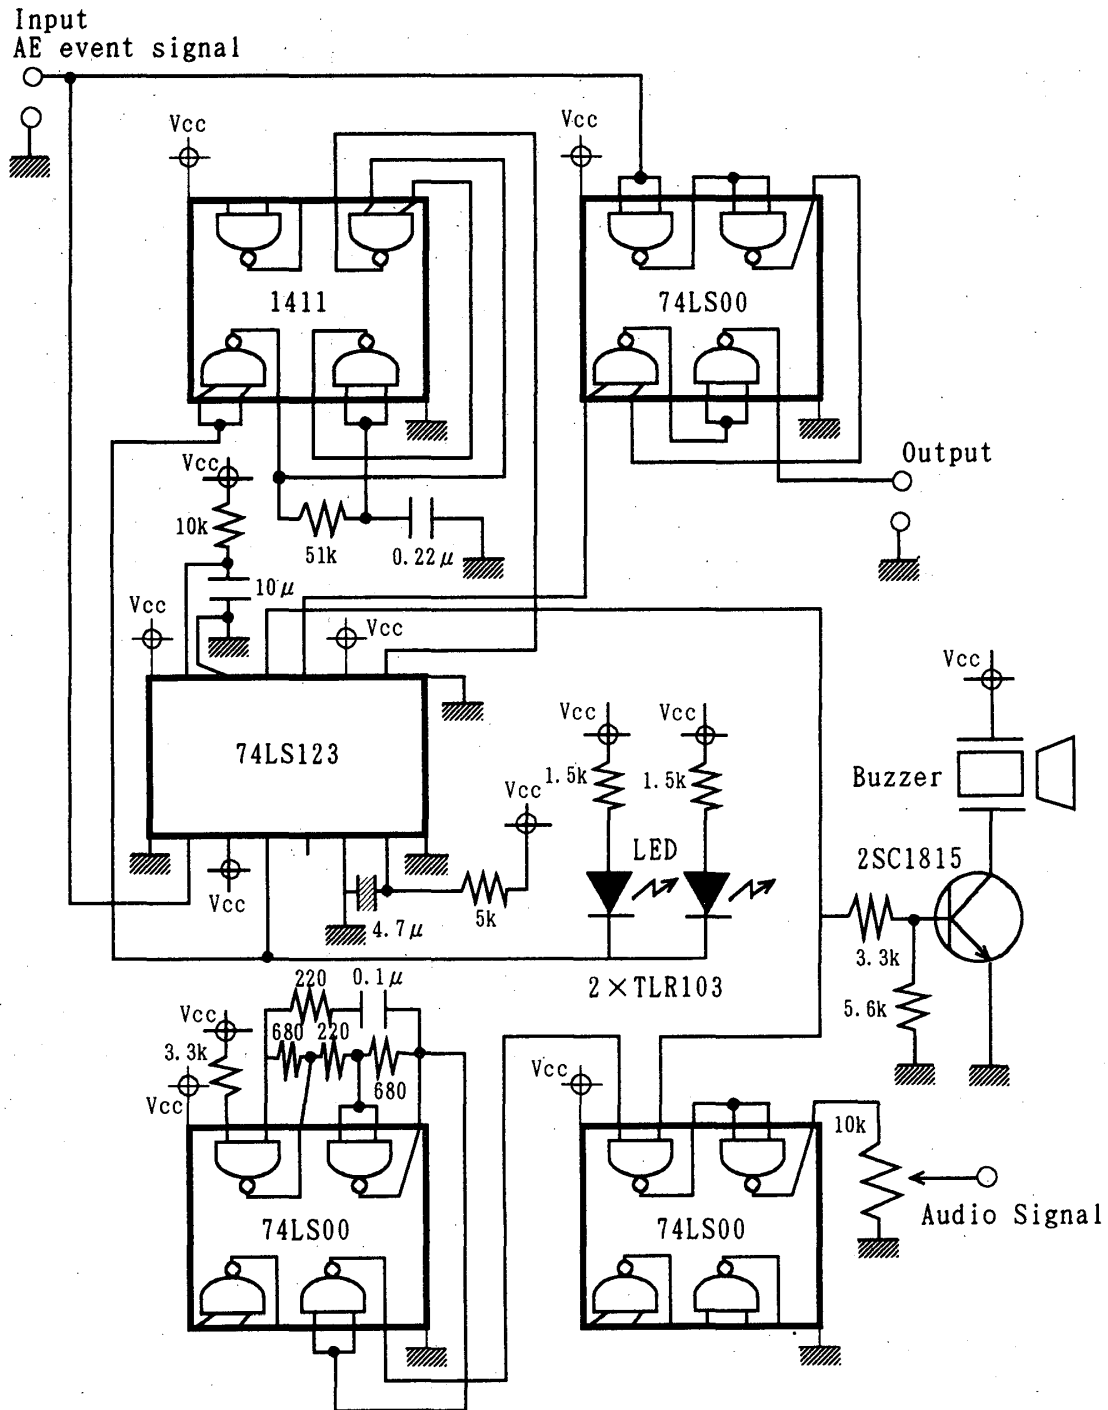 Input
AE event signal
Vcc
Vcc
1411
74LS00
Vcc
Output
10k
51k
0.22μ
10μ
Vcc
Vcc
Vcc
74LS123
Vcc
Vcc
1.5k
1.5k
Vcc
Buzzer
LED
2SC1815
Vcc
4.7μ
5k
3.3k
220
0.1μ
2×TLR103
Vcc
680
220
5.6k
3.3k
680
Vcc
Vcc
10k
74LS00
74LS00
Audio Signal